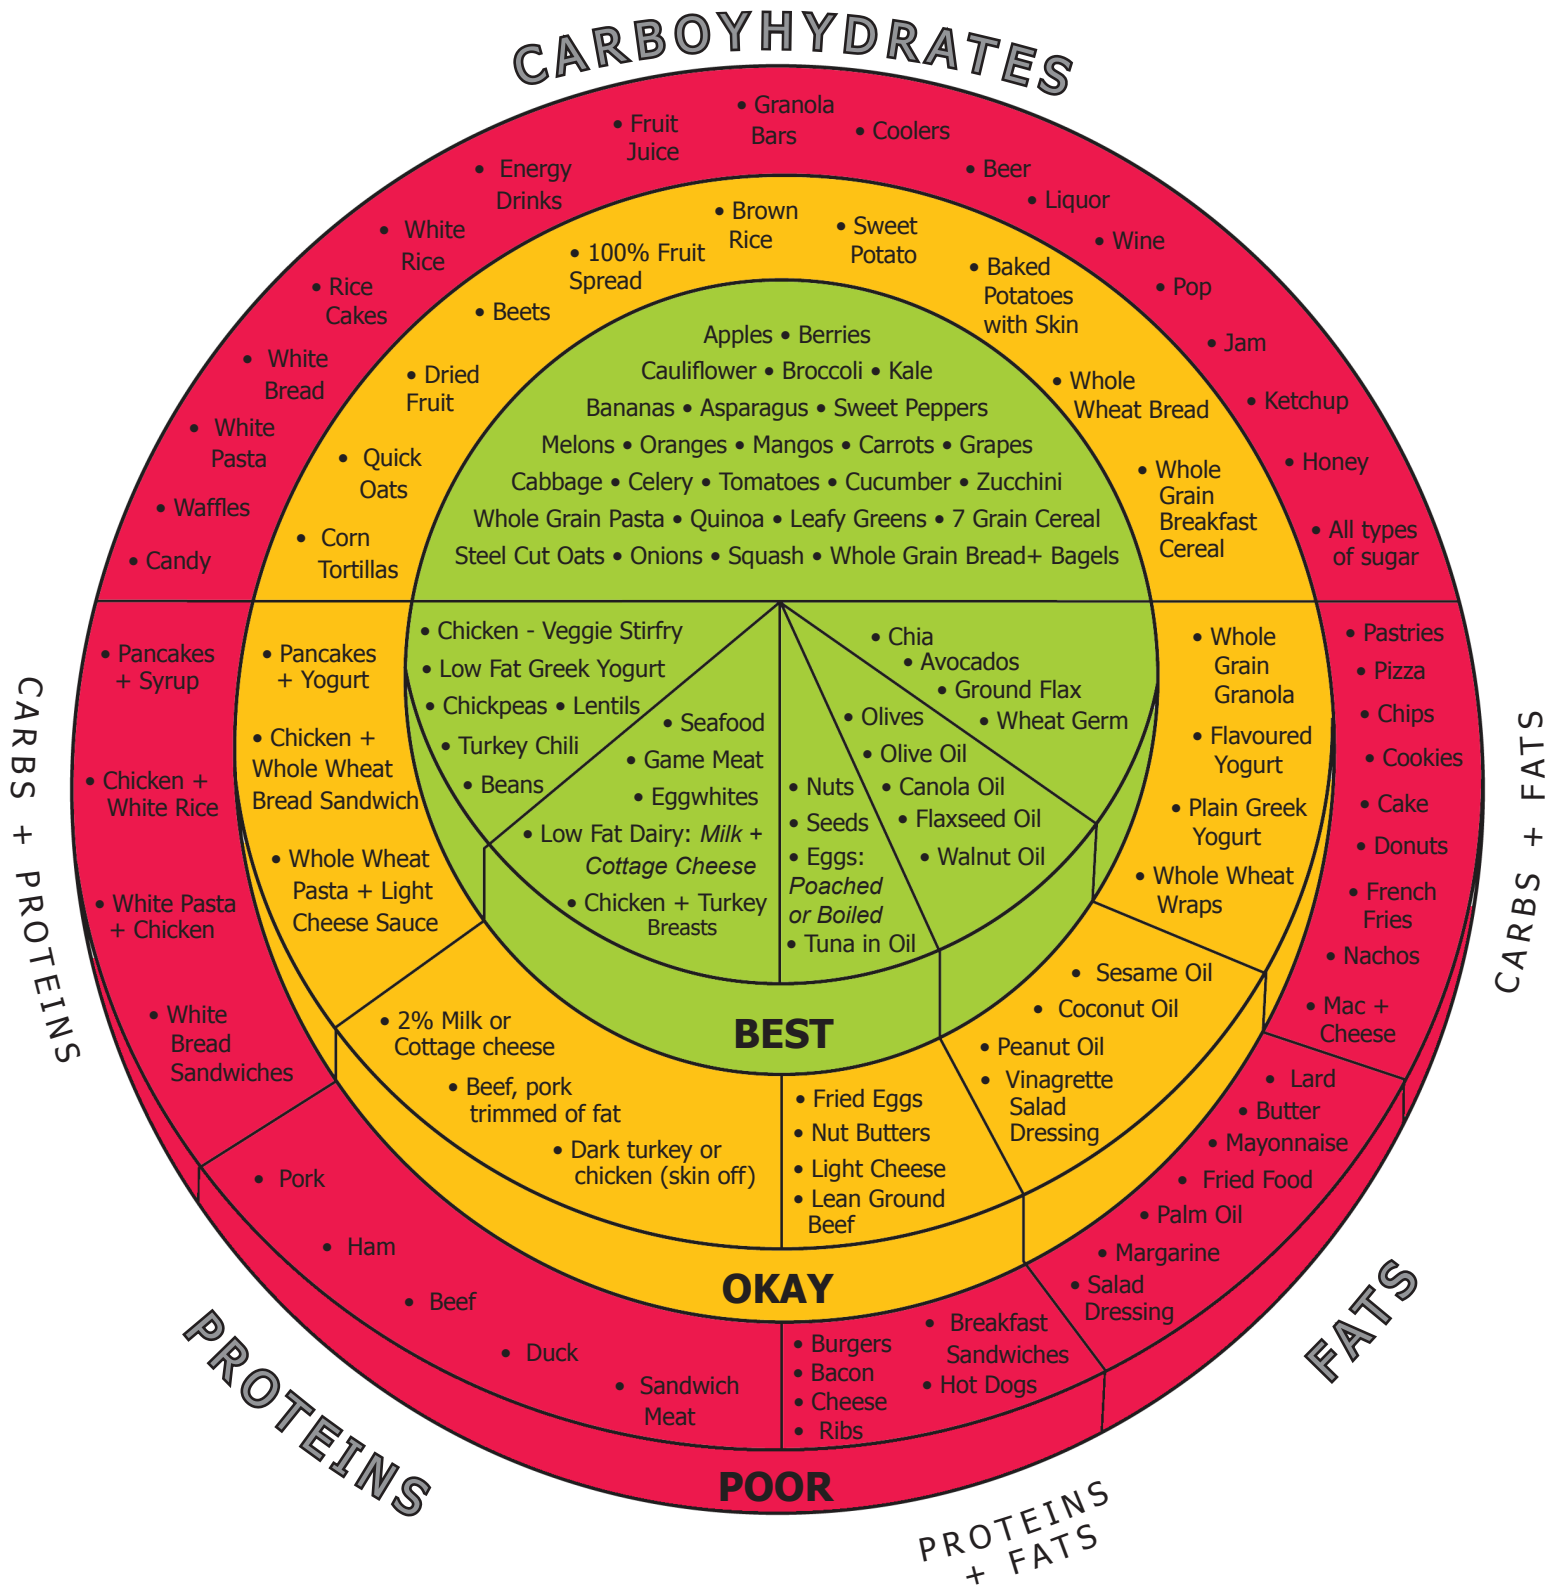 CARBOYHYDRATES
• Granola
Bars
• Fruit
Juice
• Coolers
• Energy
Drinks
• Beer
• Liquor
• White
Rice
• Wine
• Rice
Cakes
• Pop
• White
Bread
• Jam
• White
Pasta
• Ketchup
• Waffles
• Honey
• Candy
• All types
of sugar
• Brown
Rice
• Sweet
Potato
• 100% Fruit
Spread
• Baked
Potatoes
with Skin
• Beets
• Dried
Fruit
• Whole
Wheat Bread
• Quick
Oats
• Whole
Grain
Breakfast
Cereal
• Corn
Tortillas
Apples • Berries
Cauliflower • Broccoli • Kale
Bananas • Asparagus • Sweet Peppers
Melons • Oranges • Mangos • Carrots • Grapes
Cabbage • Celery • Tomatoes • Cucumber • Zucchini
Whole Grain Pasta • Quinoa • Leafy Greens • 7 Grain Cereal
Steel Cut Oats • Onions • Squash • Whole Grain Bread+ Bagels
CARBS + PROTEINS
• Pancakes
+ Syrup
• Chicken +
White Rice
• White Pasta
+ Chicken
• White
Bread
Sandwiches
• Pancakes
+ Yogurt
• Chicken +
Whole Wheat
Bread Sandwich
• Whole Wheat
Pasta + Light
Cheese Sauce
• Chicken - Veggie Stirfry
• Low Fat Greek Yogurt
• Chickpeas • Lentils
• Turkey Chili
• Beans
• Seafood
• Game Meat
• Eggwhites
• Low Fat Dairy: Milk +
Cottage Cheese
• Chicken + Turkey
Breasts
• Nuts
• Seeds
• Eggs:
Poached
or Boiled
• Tuna in Oil
• Olives
• Olive Oil
• Canola Oil
• Flaxseed Oil
• Walnut Oil
• Chia
• Avocados
• Ground Flax
• Wheat Germ
• Whole
Grain
Granola
• Flavoured
Yogurt
• Plain Greek
Yogurt
• Whole Wheat
Wraps
• Pastries
• Pizza
• Chips
• Cookies
• Cake
• Donuts
• French
Fries
• Nachos
• Mac +
Cheese
CARBS + FATS
BEST
• 2% Milk or
Cottage cheese
• Beef, pork
trimmed of fat
• Dark turkey or
chicken (skin off)
• Fried Eggs
• Nut Butters
• Light Cheese
• Lean Ground
Beef
• Sesame Oil
• Coconut Oil
• Peanut Oil
• Vinagrette
Salad
Dressing
OKAY
• Pork
• Ham
• Beef
• Duck
• Sandwich
Meat
• Burgers
• Bacon
• Cheese
• Ribs
• Breakfast
Sandwiches
• Hot Dogs
• Lard
• Butter
• Mayonnaise
• Fried Food
• Palm Oil
• Margarine
• Salad
Dressing
POOR
PROTEINS
PROTEINS
+ FATS
FATS